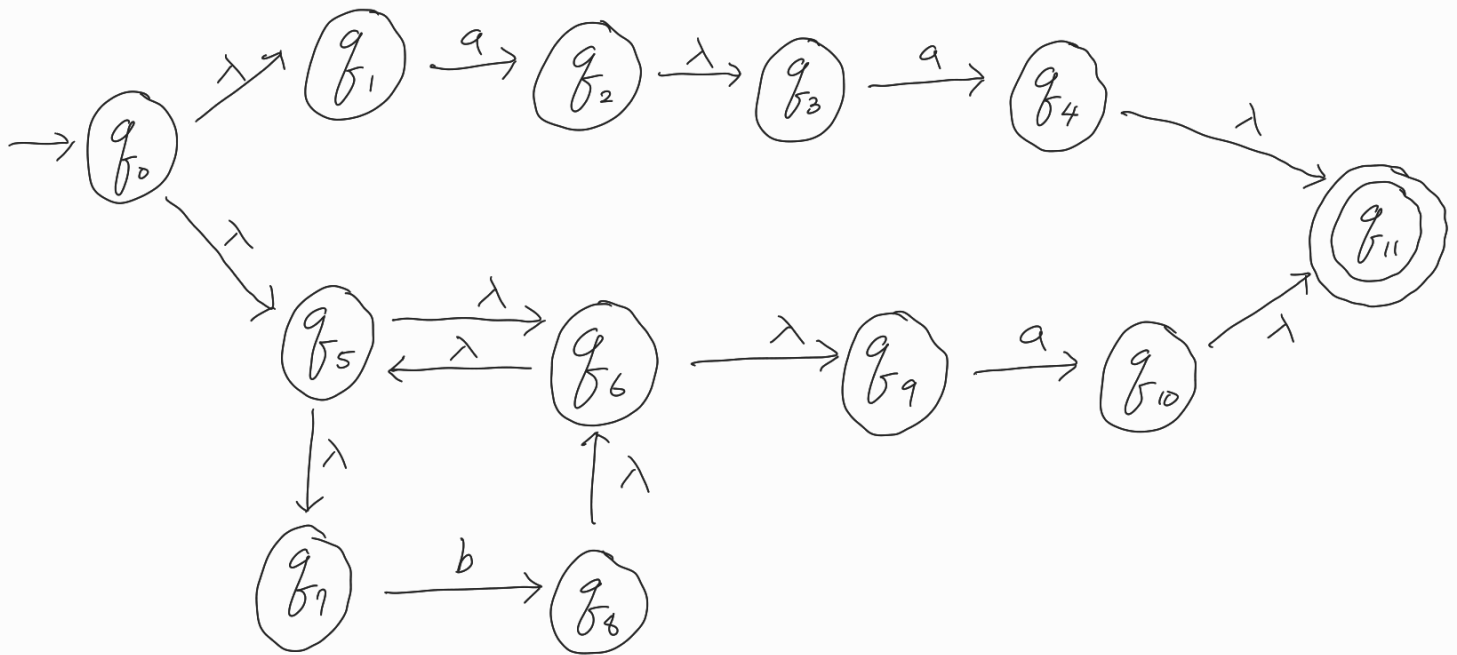 λ q₁ a q₂ λ q₃ a q₄ λ
q₀
λ q₁₁
q₅ λ λ q₆ λ q₉ a q₁₀ λ
λ λ
q₇ b q₈